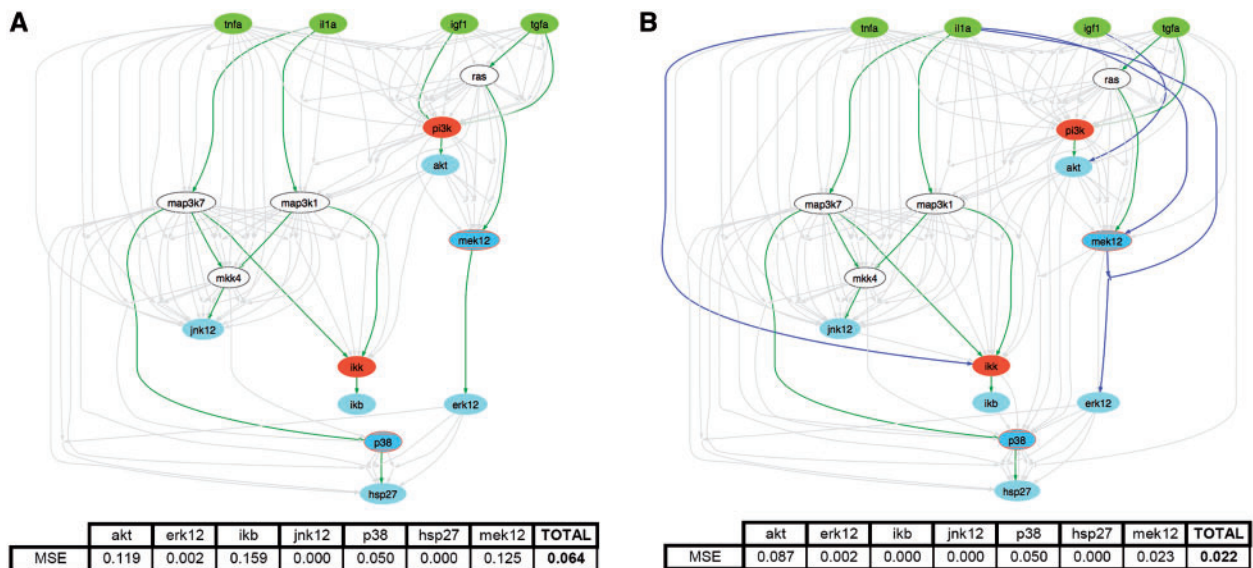 A
B
tnfa il1a igf1 tgfa
ras
pi3k
akt
map3k7 map3k1
mek12
mkk4
jnk12
ikk
ikb erk12
p38
hsp27
akt erk12 ikb jnk12 p38 hsp27 mek12 TOTAL
MSE 0.119 0.002 0.159 0.000 0.050 0.000 0.125 0.064
tnfa il1a igf1 tgfa
ras
pi3k
akt
map3k7 map3k1
mek12
mkk4
jnk12
ikk
ikb erk12
p38
hsp27
akt erk12 ikb jnk12 p38 hsp27 mek12 TOTAL
MSE 0.087 0.002 0.000 0.000 0.050 0.000 0.023 0.022